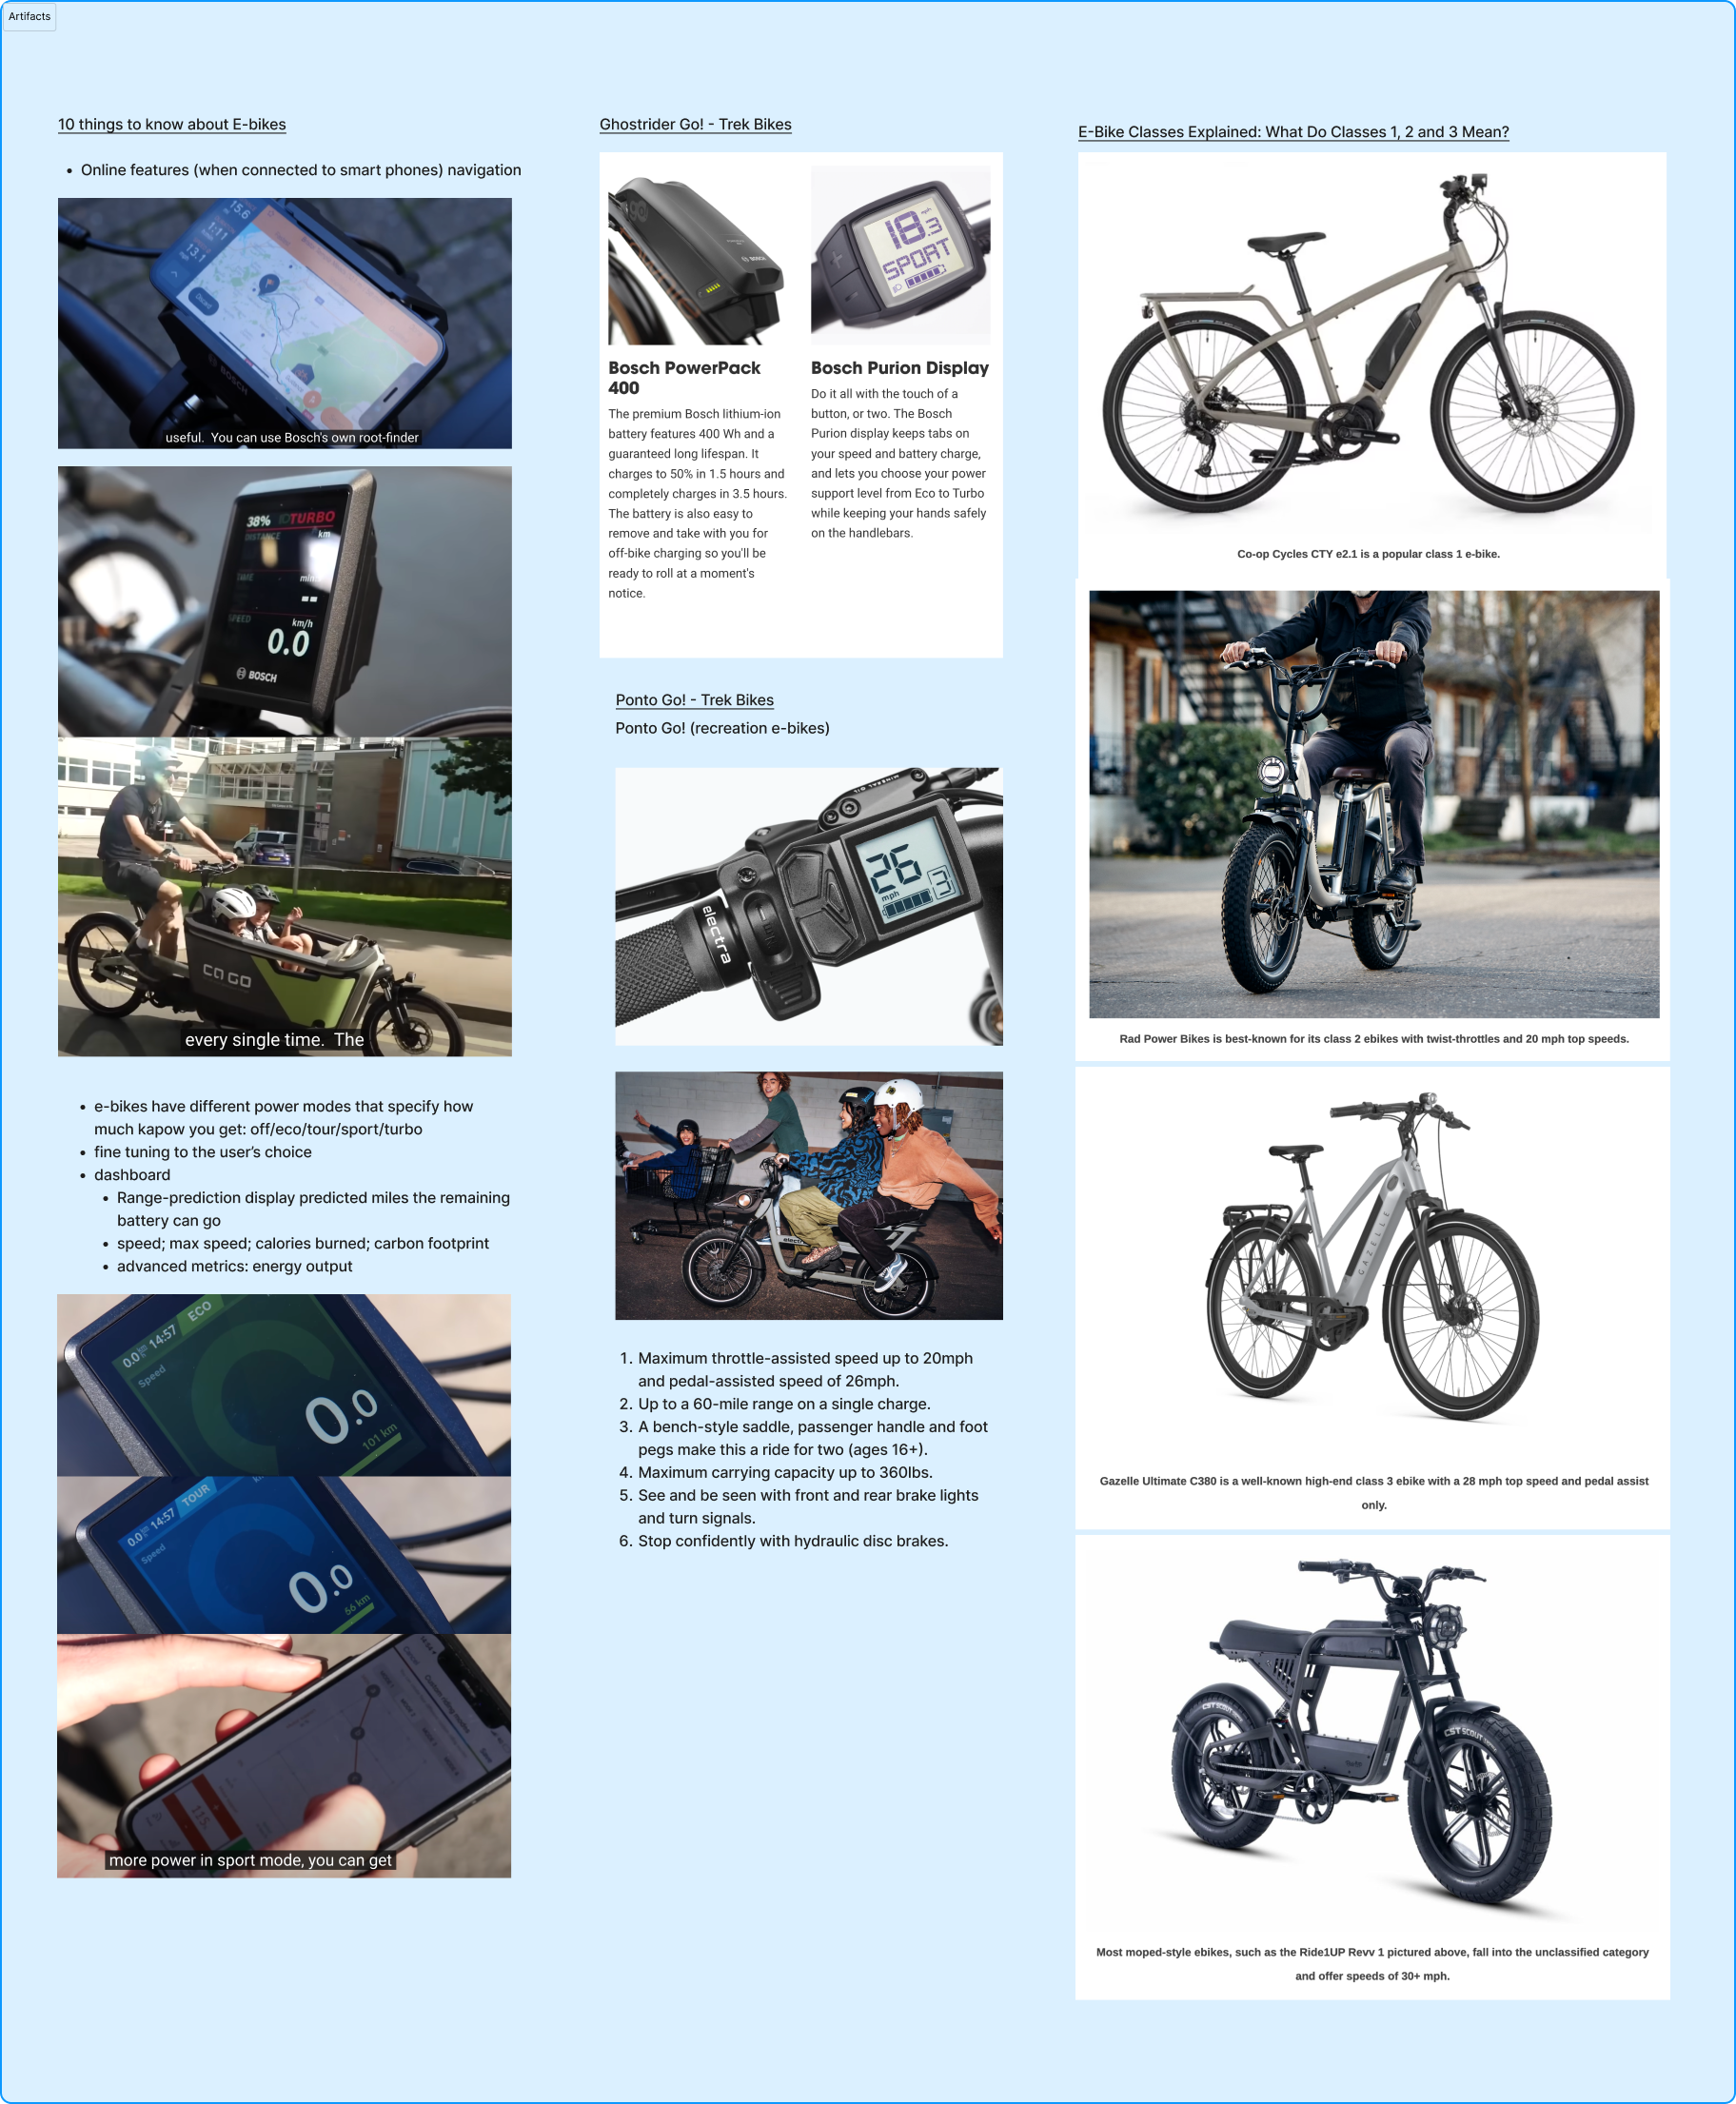 Artifacts
10 things to know about E-bikes
Online features (when connected to smart phones) navigation
15.6
1:11
13.1
BOSCH
useful. You can use Bosch's own root-finder
38% TURBO
DISTANCE km
TIME min
--
SPEED km/h
0.0
BOSCH
CA GO
every single time. The
e-bikes have different power modes that specify how
much kapow you get: off/eco/tour/sport/turbo
fine tuning to the user's choice
dashboard
Range-prediction display predicted miles the remaining
battery can go
speed; max speed; calories burned; carbon footprint
advanced metrics: energy output
0.0 14:57 ECO
Speed
0.0
101 km
0.0 14:57 TOUR
Speed
0.0
66 km
more power in sport mode, you can get
Ghostrider Go! - Trek Bikes
BOSCH
18.3 mph
SPORT
Bosch PowerPack
400
The premium Bosch lithium-ion
battery features 400 Wh and a
guaranteed long lifespan. It
charges to 50% in 1.5 hours and
completely charges in 3.5 hours.
The battery is also easy to
remove and take with you for
off-bike charging so you'll be
ready to roll at a moment's
notice.
Bosch Purion Display
Do it all with the touch of a
button, or two. The Bosch
Purion display keeps tabs on
your speed and battery charge,
and lets you choose your power
support level from Eco to Turbo
while keeping your hands safely
on the handlebars.
Ponto Go! - Trek Bikes
Ponto Go! (recreation e-bikes)
MINERAL OIL
26
mph
3
electra
electra
1. Maximum throttle-assisted speed up to 20mph
and pedal-assisted speed of 26mph.
2. Up to a 60-mile range on a single charge.
3. A bench-style saddle, passenger handle and foot
pegs make this a ride for two (ages 16+).
4. Maximum carrying capacity up to 360lbs.
5. See and be seen with front and rear brake lights
and turn signals.
6. Stop confidently with hydraulic disc brakes.
E-Bike Classes Explained: What Do Classes 1, 2 and 3 Mean?
Co-op Cycles CTY e2.1 is a popular class 1 e-bike.
Rad Power Bikes is best-known for its class 2 ebikes with twist-throttles and 20 mph top speeds.
GAZELLE
Gazelle Ultimate C380 is a well-known high-end class 3 ebike with a 28 mph top speed and pedal assist
only.
CST SCOUT
CST SCOUT
Most moped-style ebikes, such as the Ride1UP Revv 1 pictured above, fall into the unclassified category
and offer speeds of 30+ mph.